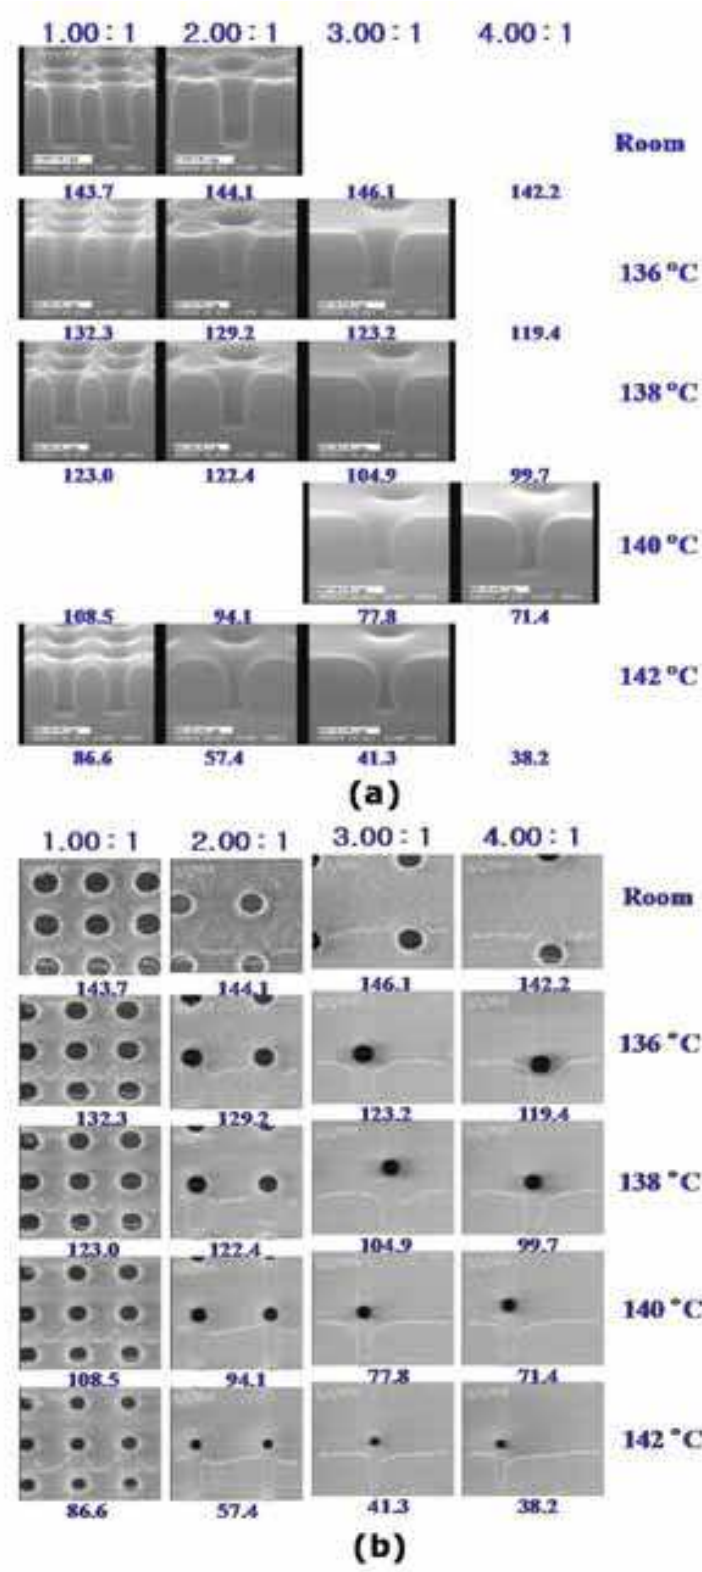 1.00 : 1 2.00 : 1 3.00 : 1 4.00 : 1
Room
143.7 144.1 146.1 142.2
136 °C
132.3 129.2 123.2 119.4
138 °C
123.0 122.4 104.9 99.7
140 °C
108.5 94.1 77.8 71.4
142 °C
86.6 57.4 41.3 38.2
(a)
1.00 : 1 2.00 : 1 3.00 : 1 4.00 : 1
Room
143.7 144.1 146.1 142.2
136 °C
132.3 129.2 123.2 119.4
138 °C
123.0 122.4 104.9 99.7
140 °C
108.5 94.1 77.8 71.4
142 °C
86.6 57.4 41.3 38.2
(b)